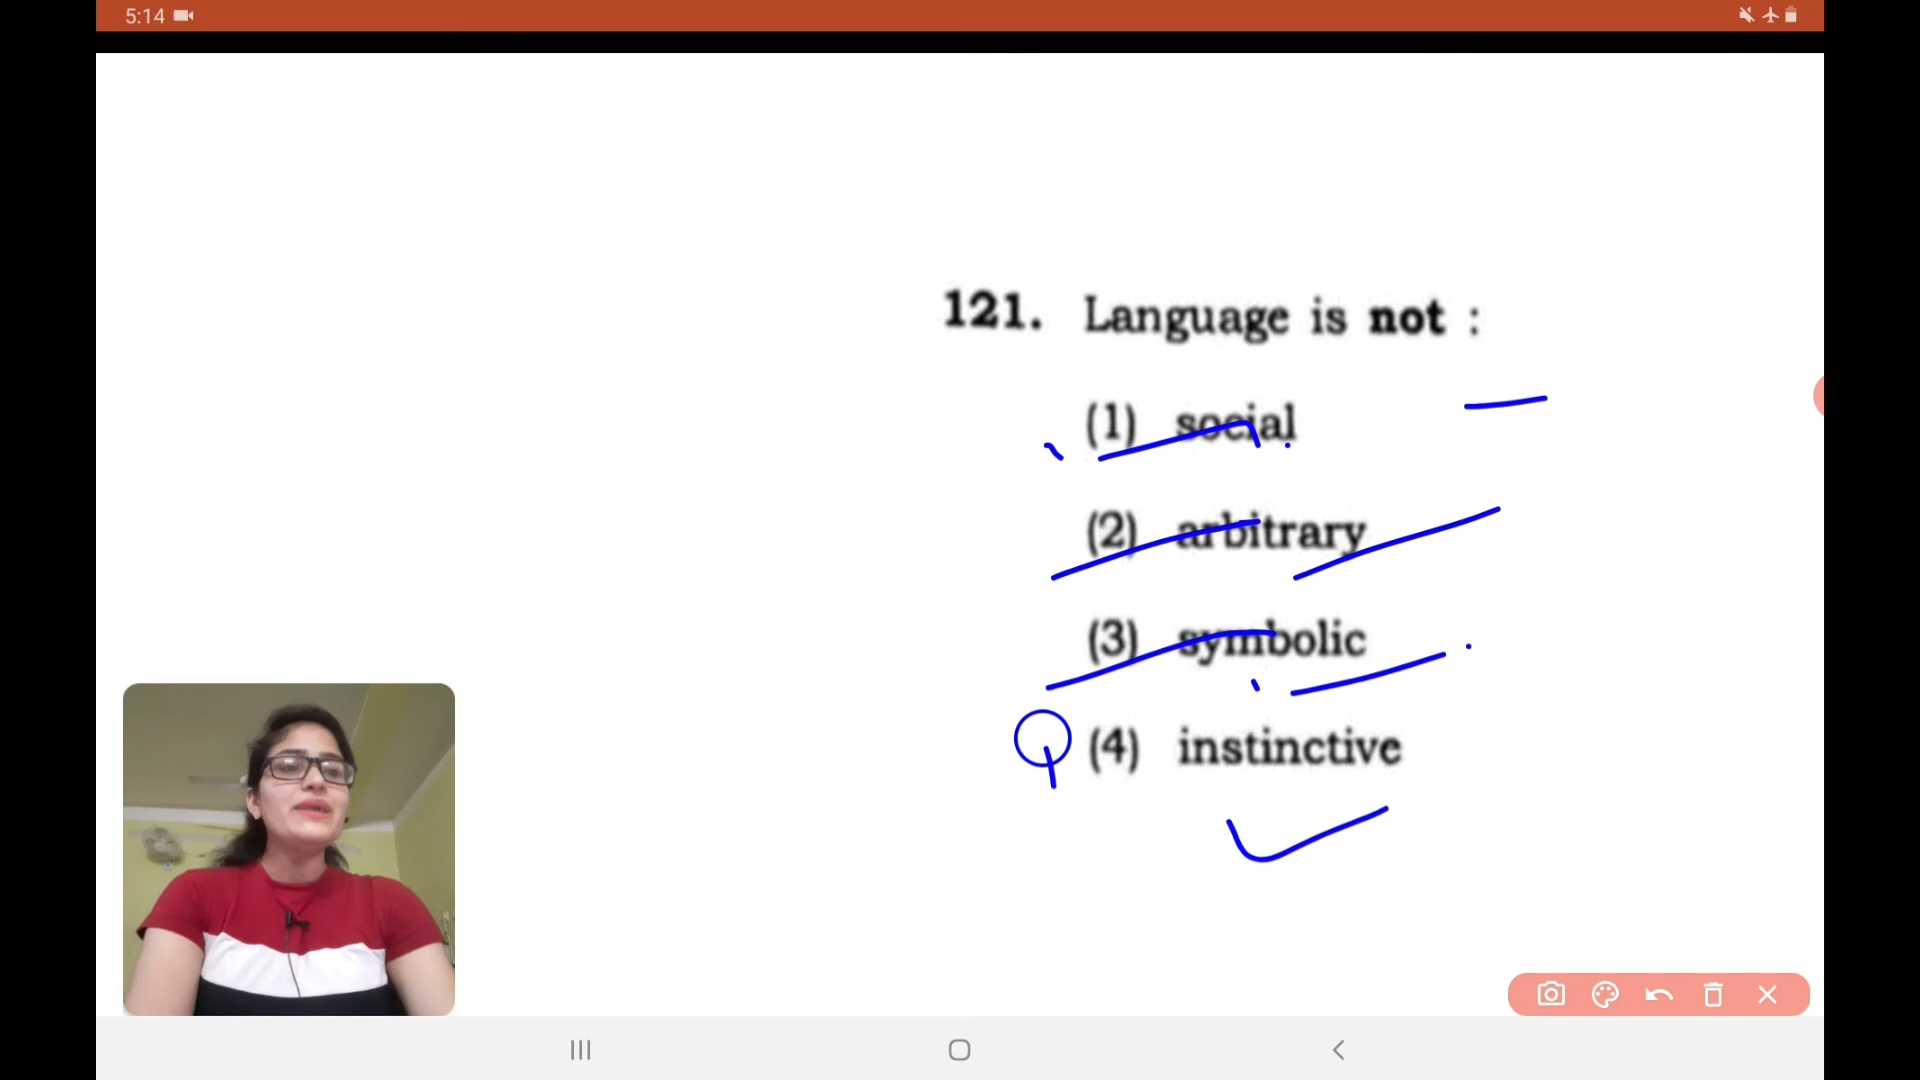 5:14
121. Language is not :
(1) social
(2) arbitrary
(3) symbolic
(4) instinctive